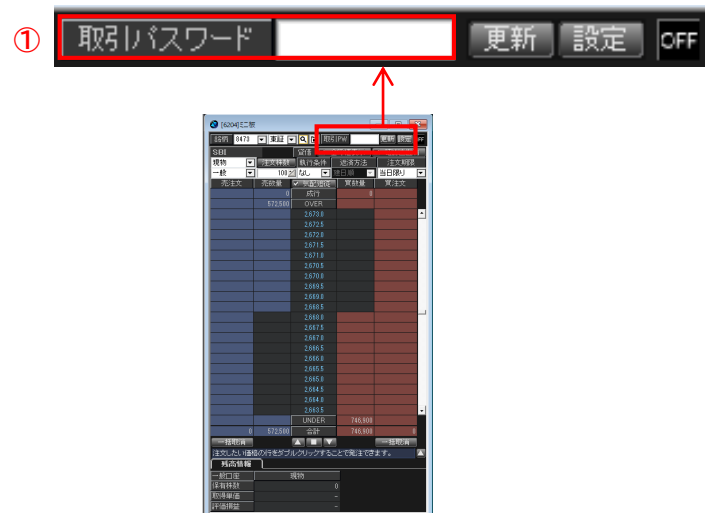 ① 取引パスワード 更新 設定 OFF
[6204]ミニ板
銘柄 8473 東証 取引PW 更新 設定
SBI 貸借
現物 注文株数 執行条件 返済方法 注文期限
一般 100 なし 当日限り
売注文 売数量 気配追従 買数量 買注文
0 成行 0
572,500 OVER
2,673.0
2,672.5
2,672.0
2,671.5
2,671.0
2,670.5
2,670.0
2,669.5
2,669.0
2,668.5
2,668.0
2,667.5
2,667.0
2,666.5
2,666.0
2,665.5
2,665.0
2,664.5
2,664.0
2,663.5
UNDER 746,900
0 572,500 合計 746,900 0
一括取消 ▲ ■ ▼ 一括取消
注文したい価格の行をダブルクリックすることで発注できます。
残高情報
一般口座 現物
保有株数 0
取得単価 -
評価損益 -